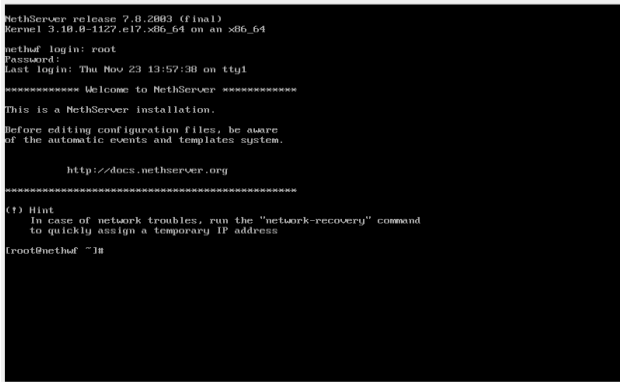 NethServer release 7.8.2003 (final)
Kernel 3.10.0-1127.el7.x86_64 on an x86_64
nethwf login: root
Password:
Last login: Thu Nov 23 13:57:38 on tty1
************ Welcome to NethServer ************
This is a NethServer installation.
Before editing configuration files, be aware
of the automatic events and templates system.
http://docs.nethserver.org
***********************************************
(!) Hint
In case of network troubles, run the "network-recovery" command
to quickly assign a temporary IP address
[root@nethwf ~]#